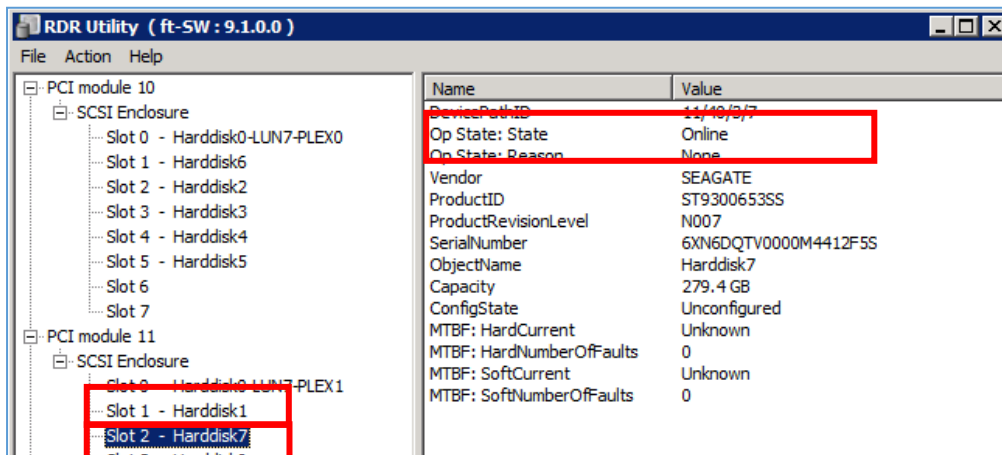 RDR Utility ( ft-SW : 9.1.0.0 )
File Action Help
PCI module 10
SCSI Enclosure
Slot 0 - Harddisk0-LUN7-PLEX0
Slot 1 - Harddisk6
Slot 2 - Harddisk2
Slot 3 - Harddisk3
Slot 4 - Harddisk4
Slot 5 - Harddisk5
Slot 6
Slot 7
PCI module 11
SCSI Enclosure
Slot 0 - Harddisk0-LUN7-PLEX1
Slot 1 - Harddisk1
Slot 2 - Harddisk7
Name Value
DevicePathID 11/40/3/7
Op State: State Online
Op State: Reason None
Vendor SEAGATE
ProductID ST9300653SS
ProductRevisionLevel N007
SerialNumber 6XN6DQTV0000M4412F5S
ObjectName Harddisk7
Capacity 279.4 GB
ConfigState Unconfigured
MTBF: HardCurrent Unknown
MTBF: HardNumberOfFaults 0
MTBF: SoftCurrent Unknown
MTBF: SoftNumberOfFaults 0